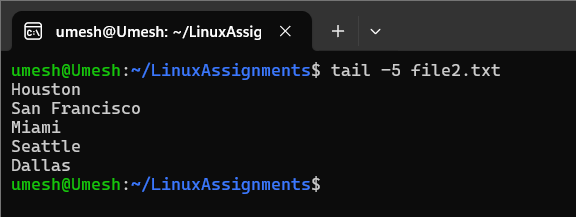 umesh@Umesh: ~/LinuxAssig
umesh@Umesh:~/LinuxAssignments$ tail -5 file2.txt
Houston
San Francisco
Miami
Seattle
Dallas
umesh@Umesh:~/LinuxAssignments$